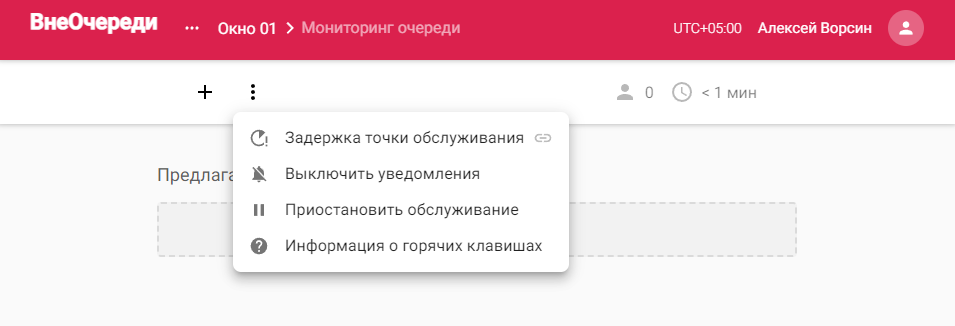 ВнеОчереди ... Окно 01 > Мониторинг очереди UTC+05:00 Алексей Ворсин
0 < 1 мин
Задержка точки обслуживания
Предлага
Выключить уведомления
Приостановить обслуживание
Информация о горячих клавишах